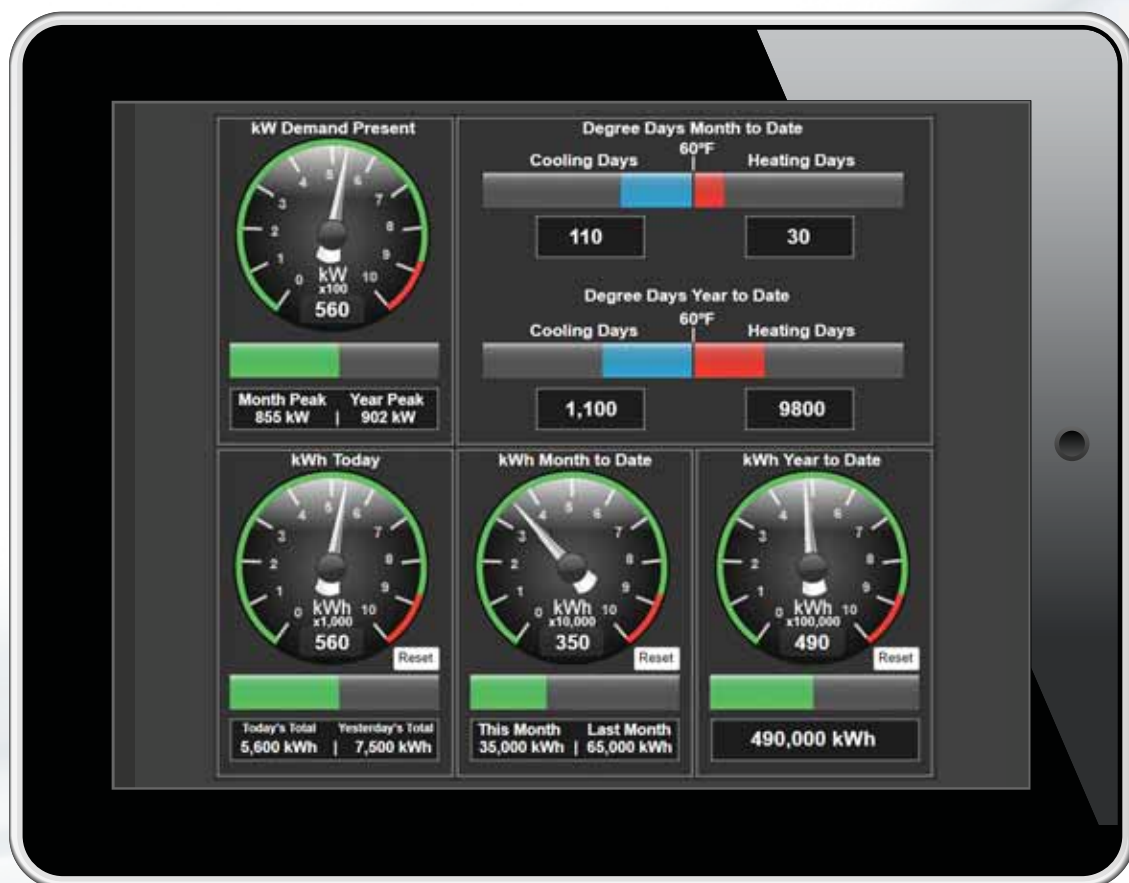 kW Demand Present
0 1 2 3 4 5 6 7 8 9 10
kW
x100
560
Month Peak | Year Peak
855 kW | 902 kW
Degree Days Month to Date
60°F
Cooling Days Heating Days
110 30
Degree Days Year to Date
60°F
Cooling Days Heating Days
1,100 9800
kWh Today
0 1 2 3 4 5 6 7 8 9 10
kWh
x1,000
560
Reset
Today's Total Yesterday's Total
5,600 kWh | 7,500 kWh
kWh Month to Date
0 1 2 3 4 5 6 7 8 9 10
kWh
x10,000
350
Reset
This Month Last Month
35,000 kWh | 65,000 kWh
kWh Year to Date
0 1 2 3 4 6 7 8 9 10
kWh
x100,000
490
Reset
490,000 kWh